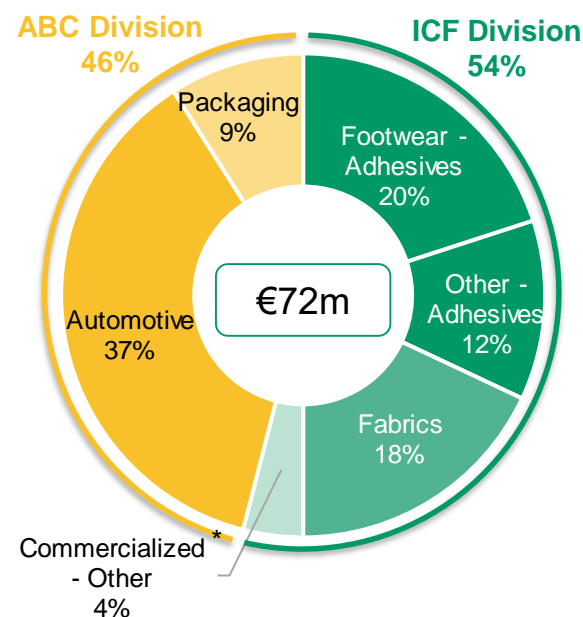 ABC Division
46%
ICF Division
54%
Packaging
9%
Footwear -
Adhesives
20%
Other -
Adhesives
12%
€72m
Automotive
37%
Fabrics
18%
Commercialized *
- Other
4%